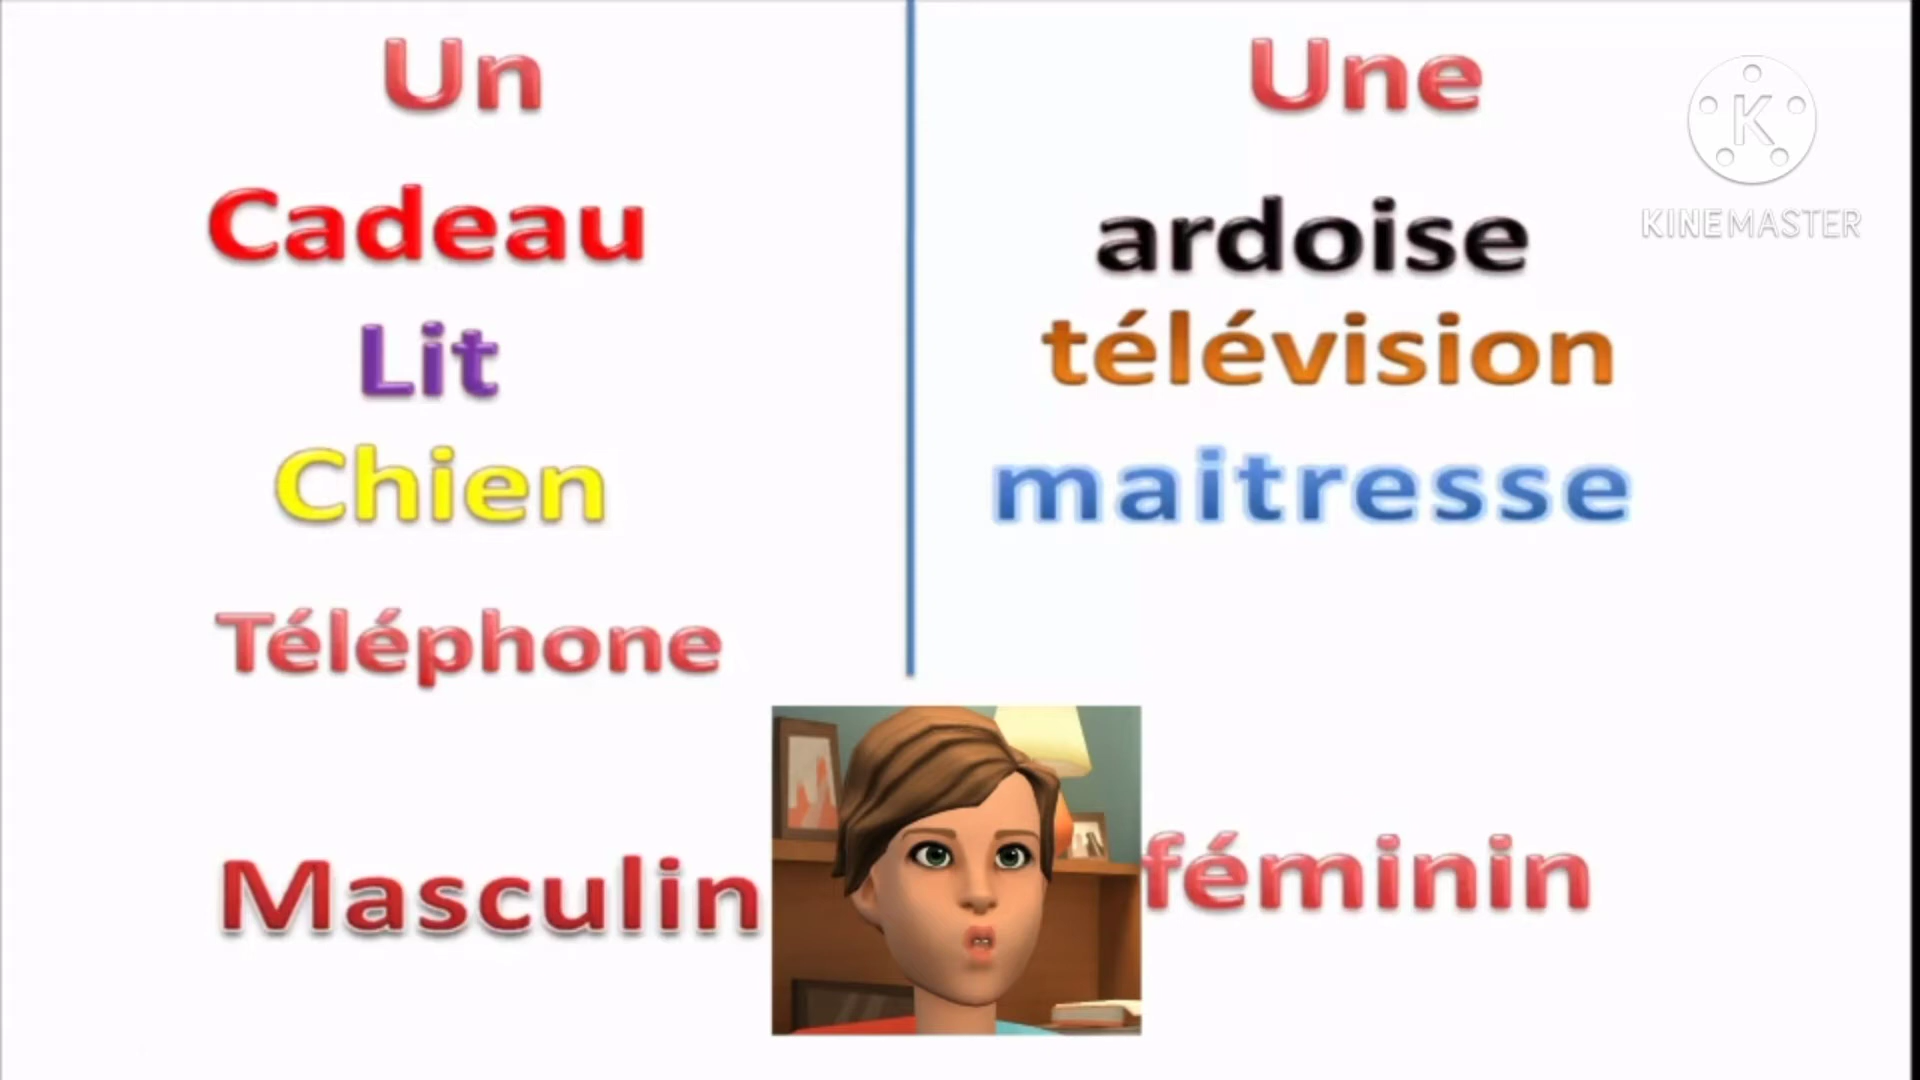 Un
Cadeau
Lit
Chien
Téléphone
Masculin
Une
ardoise
télévision
maitresse
féminin
K
KINEMASTER